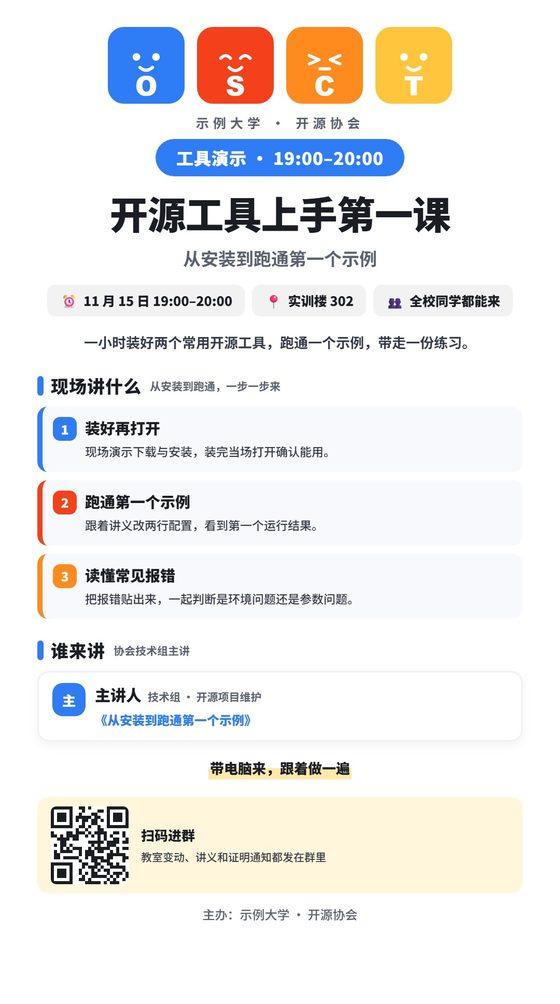 O S C T
示例大学 · 开源协会
工具演示 · 19:00–20:00
开源工具上手第一课
从安装到跑通第一个示例
11 月 15 日 19:00–20:00 实训楼 302 全校同学都能来
一小时装好两个常用开源工具，跑通一个示例，带走一份练习。
现场讲什么 从安装到跑通，一步一步来
1 装好再打开
现场演示下载与安装，装完当场打开确认能用。
2 跑通第一个示例
跟着讲义改两行配置，看到第一个运行结果。
3 读懂常见报错
把报错贴出来，一起判断是环境问题还是参数问题。
谁来讲 协会技术组主讲
主 主讲人 技术组 · 开源项目维护
《从安装到跑通第一个示例》
带电脑来，跟着做一遍
扫码进群
教室变动、讲义和证明通知都发在群里
主办：示例大学 · 开源协会